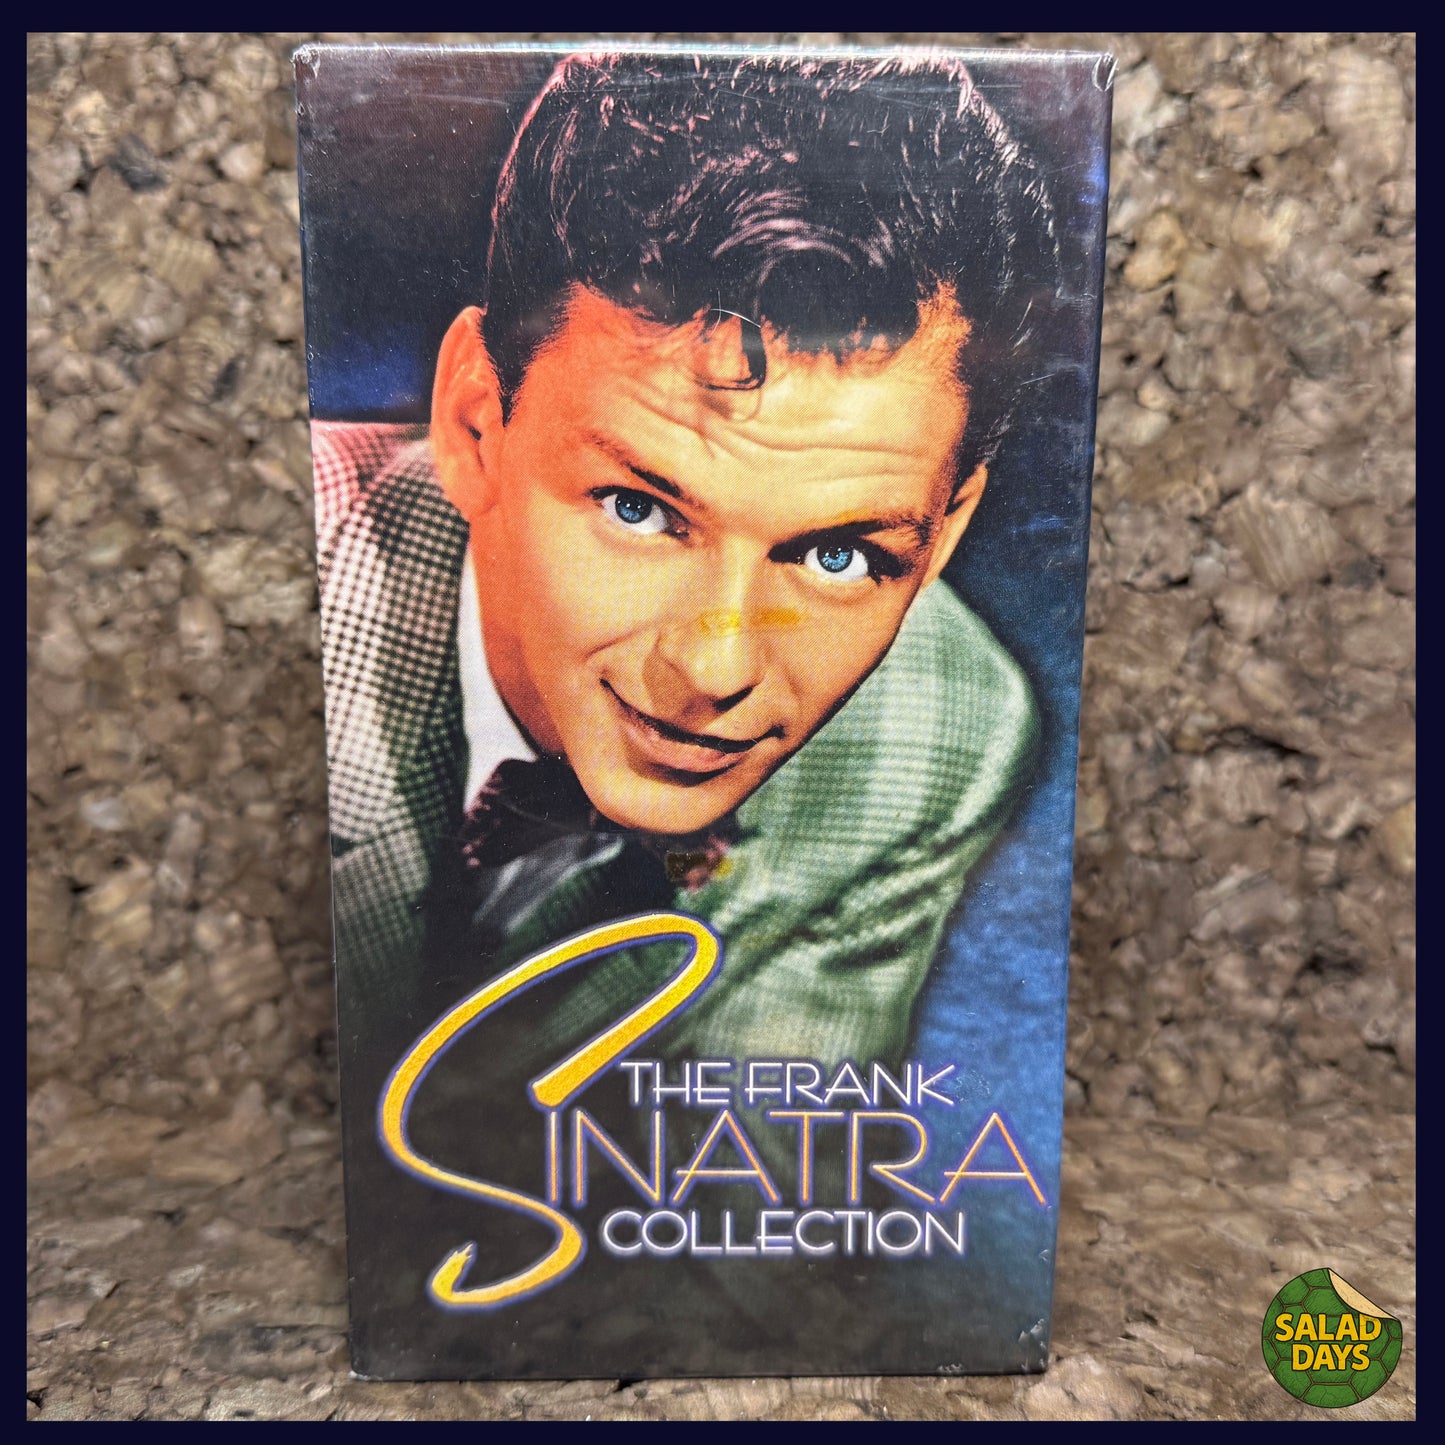 THE FRANK
SINATRA
COLLECTION
SALAD
DAYS